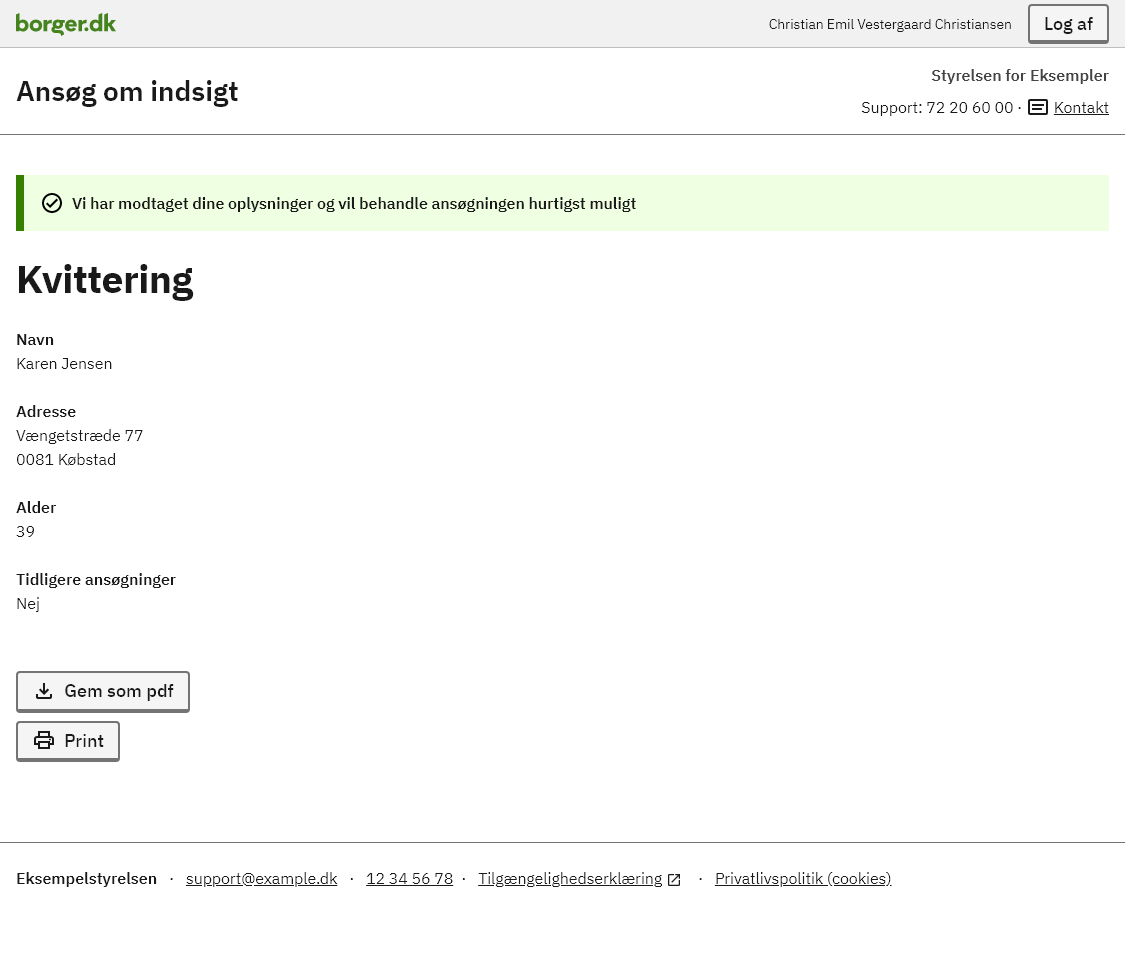 borger.dk
Christian Emil Vestergaard Christiansen
Log af
Ansøg om indsigt
Styrelsen for Eksempler
Support: 72 20 60 00 · Kontakt
Vi har modtaget dine oplysninger og vil behandle ansøgningen hurtigst muligt
Kvittering
Navn
Karen Jensen
Adresse
Vængetstræde 77
0081 Købstad
Alder
39
Tidligere ansøgninger
Nej
Gem som pdf
Print
Eksempelstyrelsen · support@example.dk · 12 34 56 78 · Tilgængelighedserklæring · Privatlivspolitik (cookies)